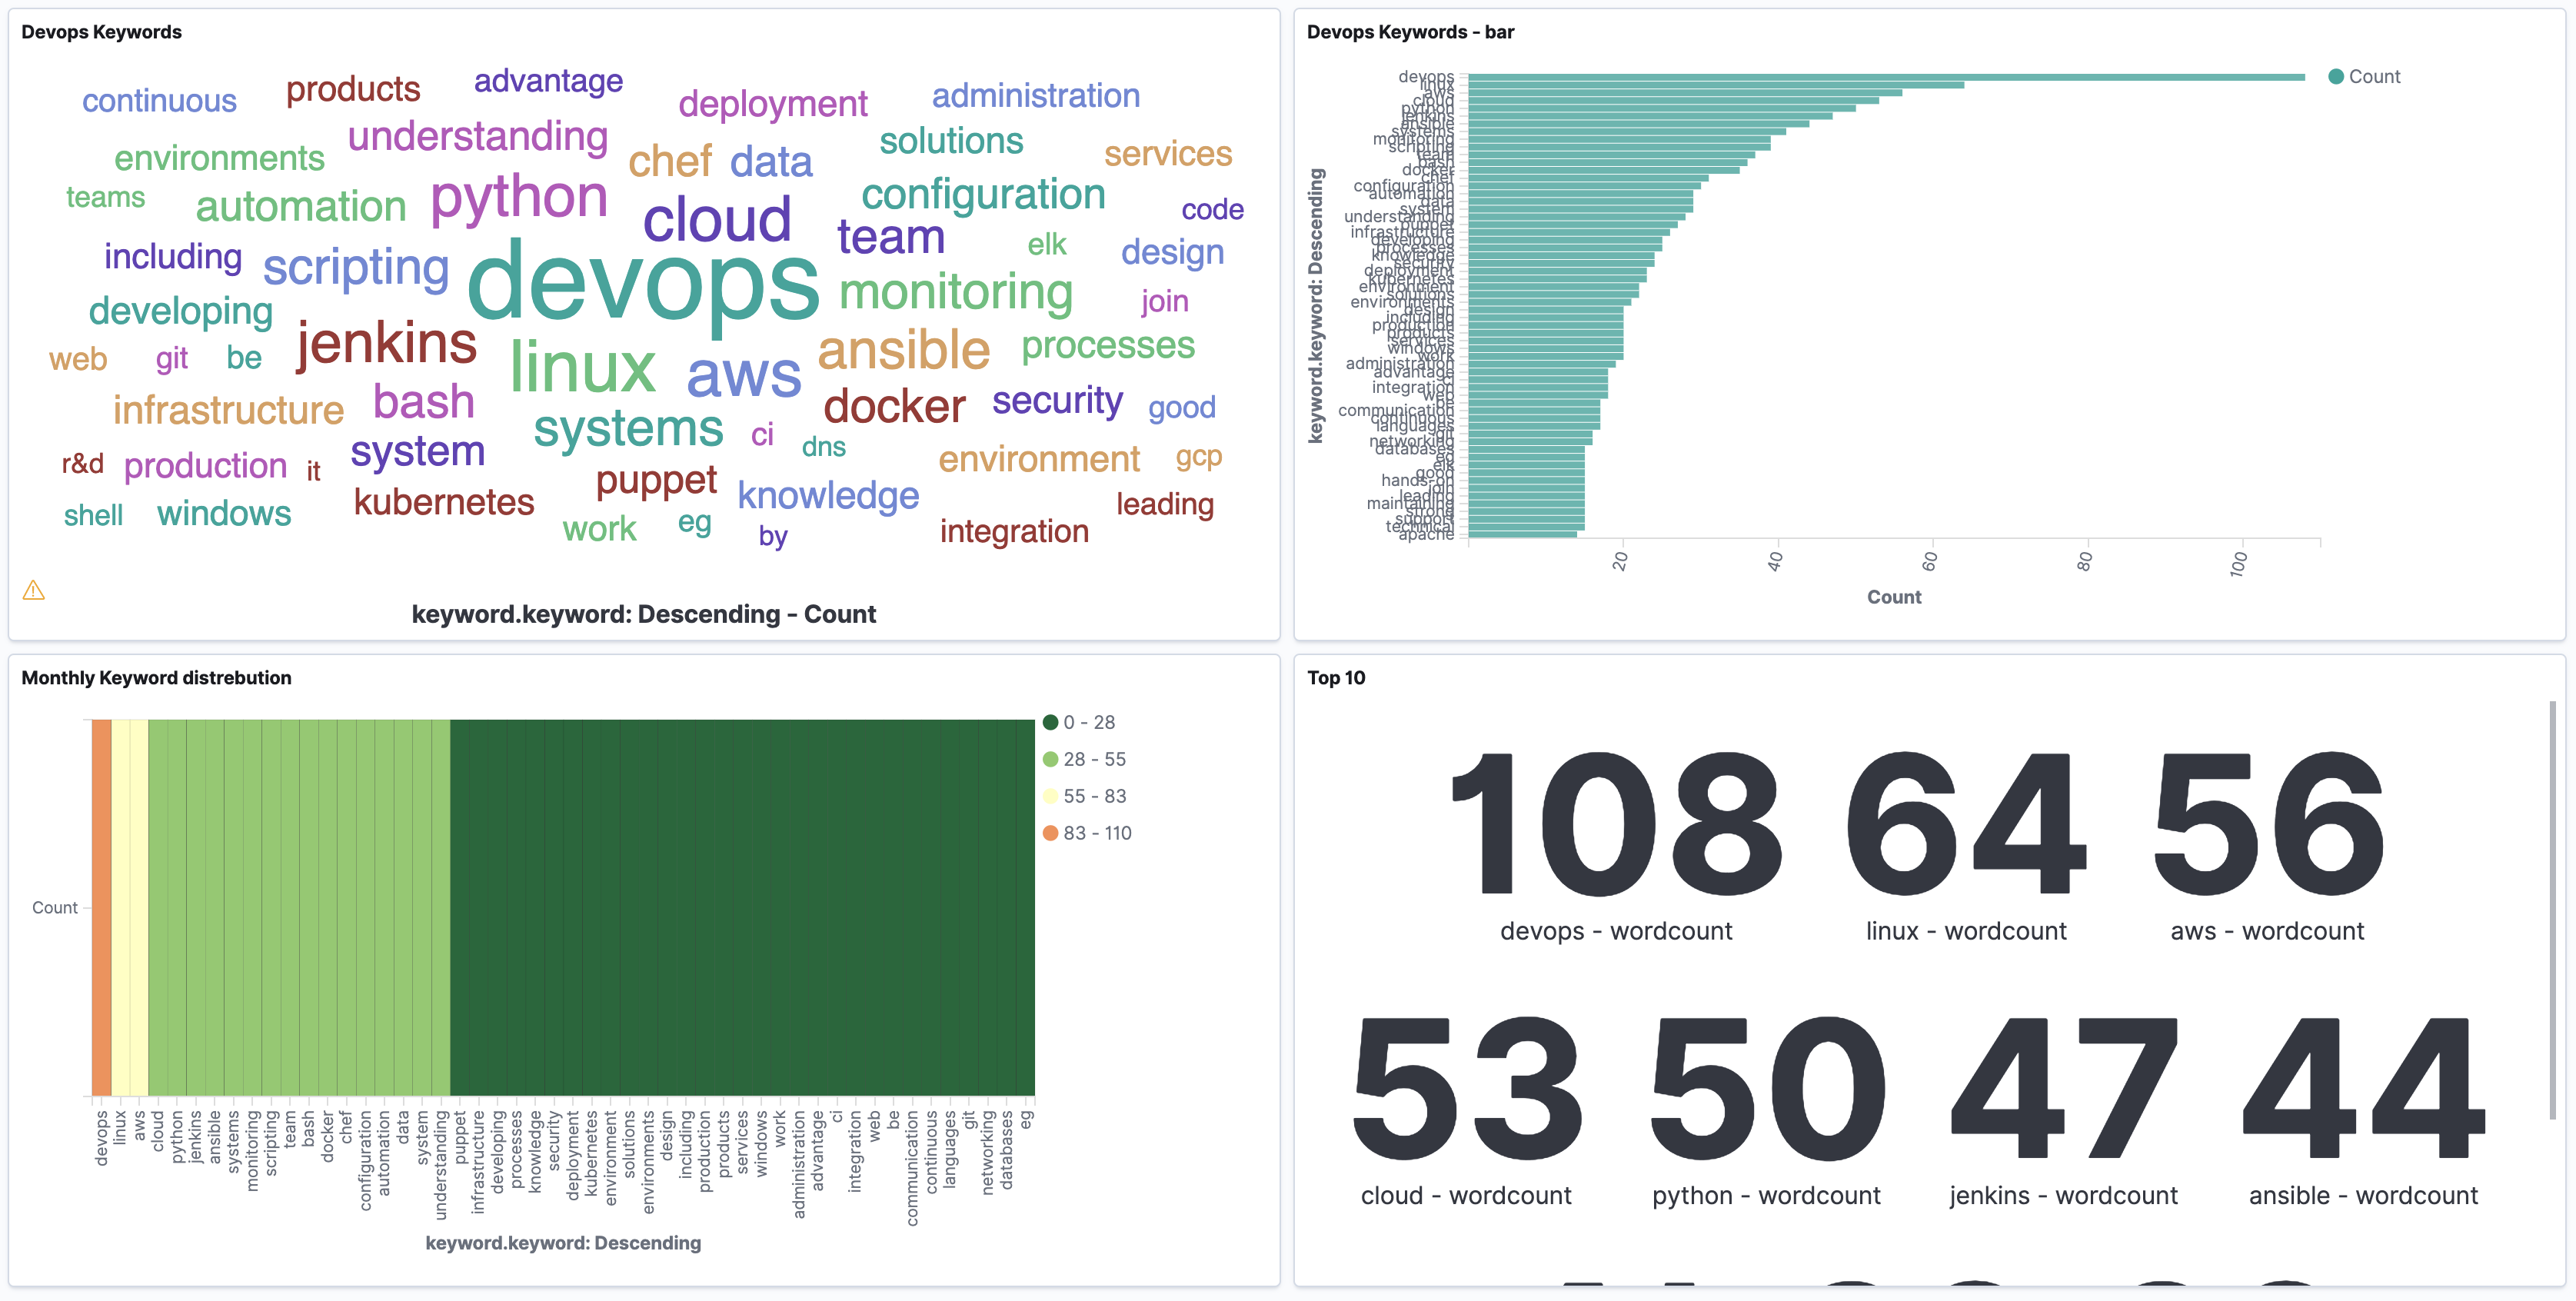 Devops Keywords
continuous products advantage deployment administration
understanding solutions
environments chef data services
teams automation python cloud configuration code
including scripting team elk design
developing devops monitoring join
web git be jenkins linux aws ansible processes
infrastructure bash docker security good
systems ci dns
r&d production it system environment gcp
puppet
shell windows kubernetes knowledge leading
work eg by integration
keyword.keyword: Descending - Count
Devops Keywords - bar
devops
linux
aws
cloud
python
jenkins
ansible
systems
monitoring
scripting
team
bash
docker
chef
configuration
automation
data
system
understanding
puppet
infrastructure
developing
processes
knowledge
security
deployment
kubernetes
environment
solutions
environments
design
including
production
products
services
windows
work
administration
advantage
ci
integration
web
be
communication
continuous
languages
git
networking
databases
eg
elk
good
hands-on
join
leading
maintaining
strong
support
technical
apache
keyword.keyword: Descending
20 40 60 80 100
Count
Count
Monthly Keyword distrebution
Count
0 - 28
28 - 55
55 - 83
83 - 110
devops
linux
aws
cloud
python
jenkins
ansible
systems
monitoring
scripting
team
bash
docker
chef
configuration
automation
data
system
understanding
puppet
infrastructure
developing
processes
knowledge
security
deployment
kubernetes
environment
solutions
environments
design
including
production
products
services
windows
work
administration
advantage
ci
integration
web
be
communication
continuous
languages
git
networking
databases
eg
keyword.keyword: Descending
Top 10
108 64 56
devops - wordcount linux - wordcount aws - wordcount
53 50 47 44
cloud - wordcount python - wordcount jenkins - wordcount ansible - wordcount